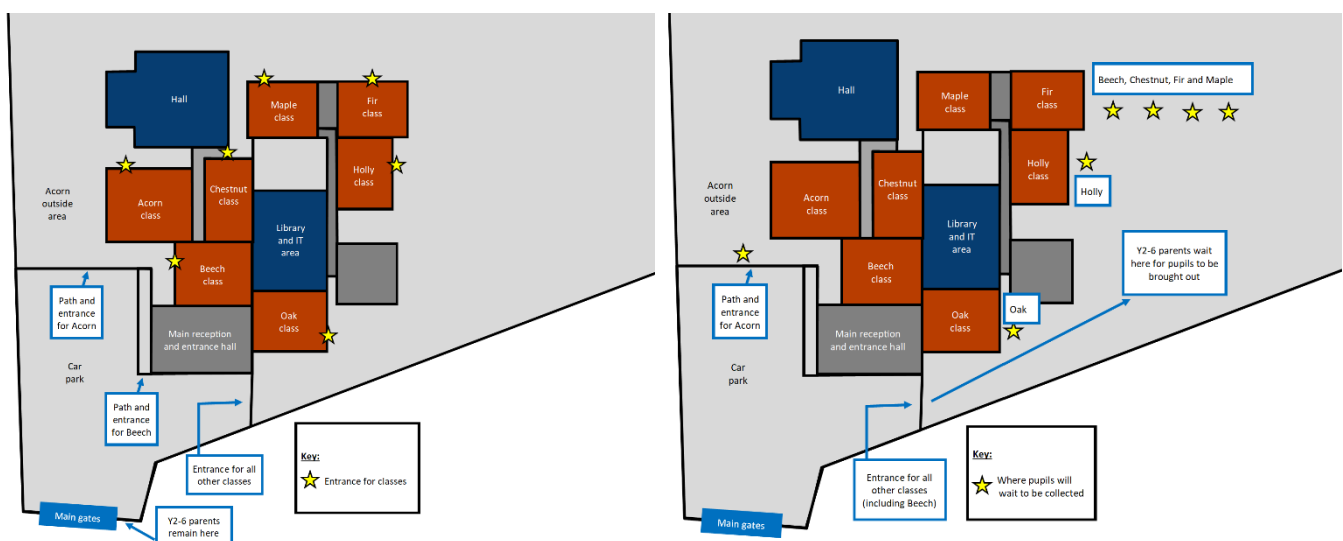 Hall
Maple
class
Fir
class
Holly
class
Chestnut
class
Acorn
class
Acorn
outside
area
Library
and IT
area
Beech
class
Oak
class
Main reception
and entrance hall
Path and
entrance
for Acorn
Car
park
Path and
entrance
for Beech
Entrance for all
other classes
Key:
Entrance for classes
Main gates
Y2-6 parents
remain here
Hall
Maple
class
Fir
class
Beech, Chestnut, Fir and Maple
Holly
class
Holly
Chestnut
class
Acorn
class
Acorn
outside
area
Library
and IT
area
Y2-6 parents wait
here for pupils to be
brought out
Beech
class
Oak
class
Oak
Main reception
and entrance hall
Path and
entrance
for Acorn
Car
park
Entrance for all
other classes
(including Beech)
Key:
Where pupils will
wait to be collected
Main gates